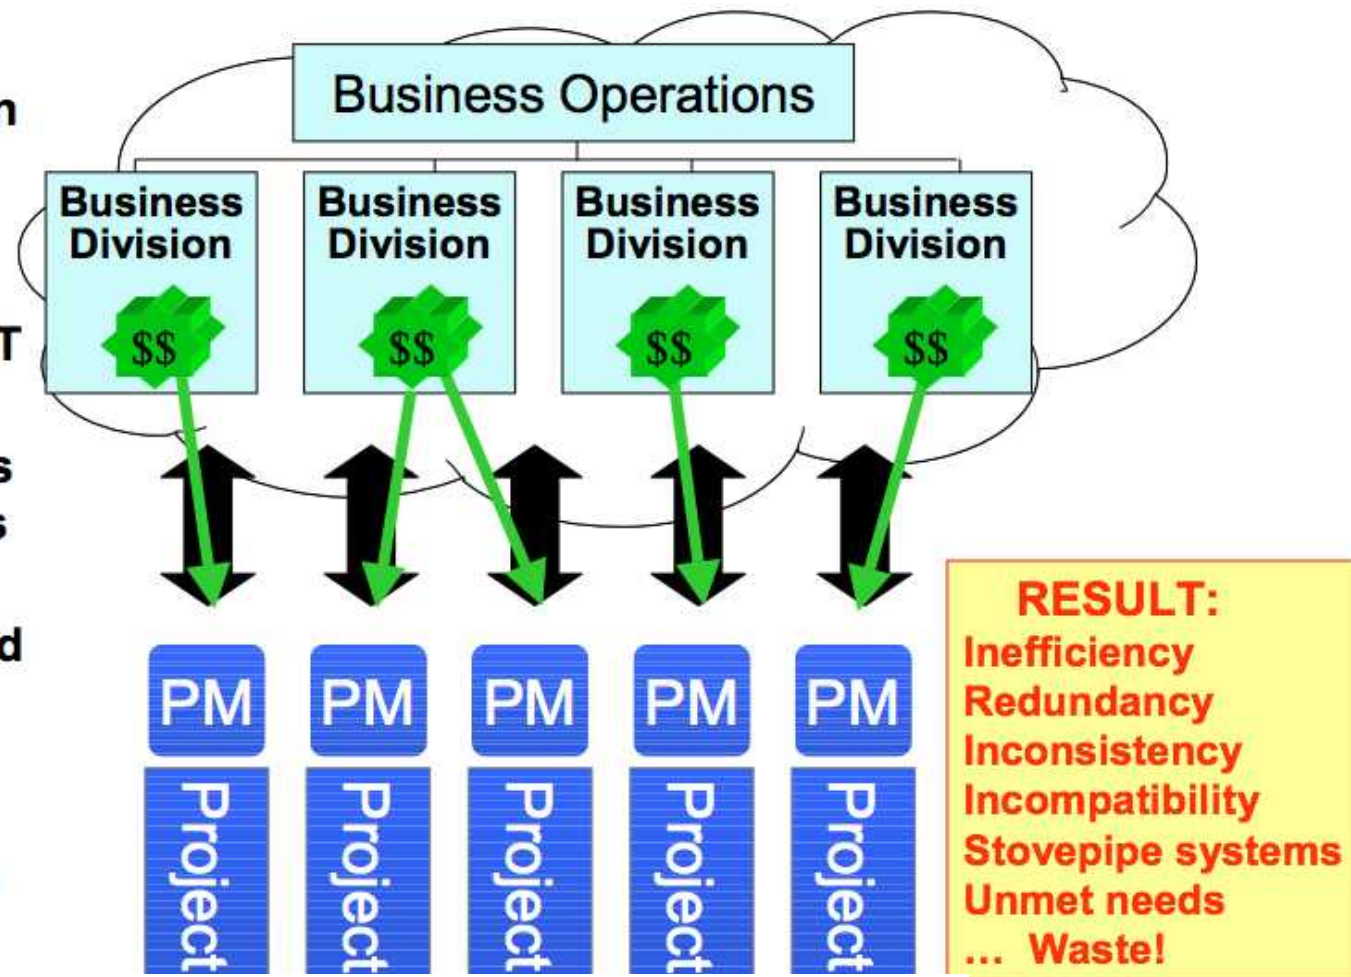 Business Operations
Business
Division
Business
Division
Business
Division
Business
Division
$$
$$
$$
$$
PM
PM
PM
PM
PM
Project
Project
Project
Project
Project
RESULT:
Inefficiency
Redundancy
Inconsistency
Incompatibility
Stovepipe systems
Unmet needs
... Waste!